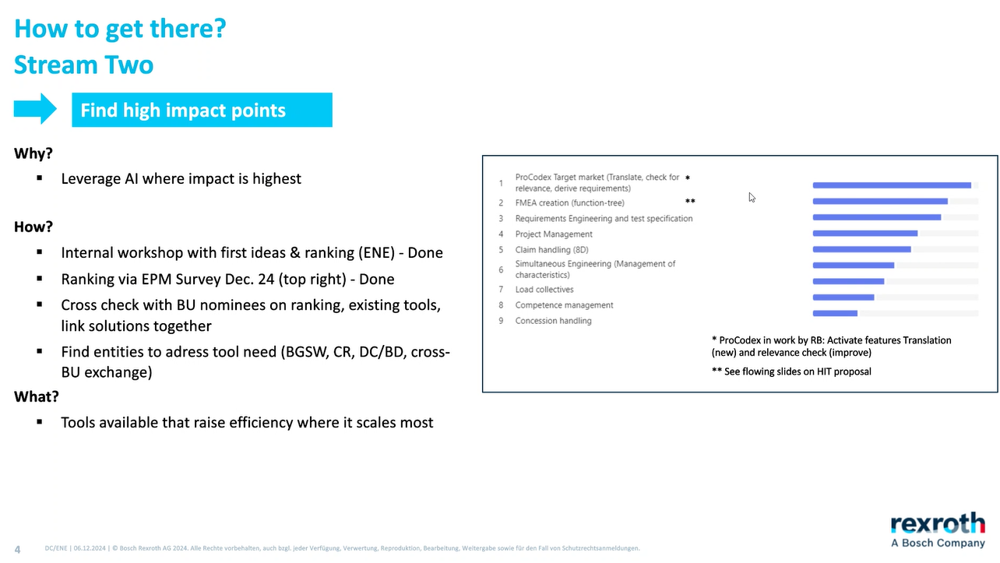 How to get there?
Stream Two
Find high impact points
Why?
▪ Leverage AI where impact is highest
How?
▪ Internal workshop with first ideas & ranking (ENE) - Done
▪ Ranking via EPM Survey Dec. 24 (top right) - Done
▪ Cross check with BU nominees on ranking, existing tools,
link solutions together
▪ Find entities to adress tool need (BGSW, CR, DC/BD, cross-
BU exchange)
What?
▪ Tools available that raise efficiency where it scales most
1 ProCodex Target market (Translate, check for *
relevance, derive requirements)
2 FMEA creation (function-tree) **
3 Requirements Engineering and test specification
4 Project Management
5 Claim handling (8D)
6 Simultaneous Engineering (Management of
characteristics)
7 Load collectives
8 Competence management
9 Concession handling
* ProCodex in work by RB: Activate features Translation
(new) and relevance check (improve)
** See flowing slides on HIT proposal
4 DC/ENE | 06.12.2024 | © Bosch Rexroth AG 2024. Alle Rechte vorbehalten, auch bzgl. jeder Verfügung, Verwertung, Reproduktion, Bearbeitung, Weitergabe sowie für den Fall von Schutzrechtsanmeldungen.
rexroth
A Bosch Company